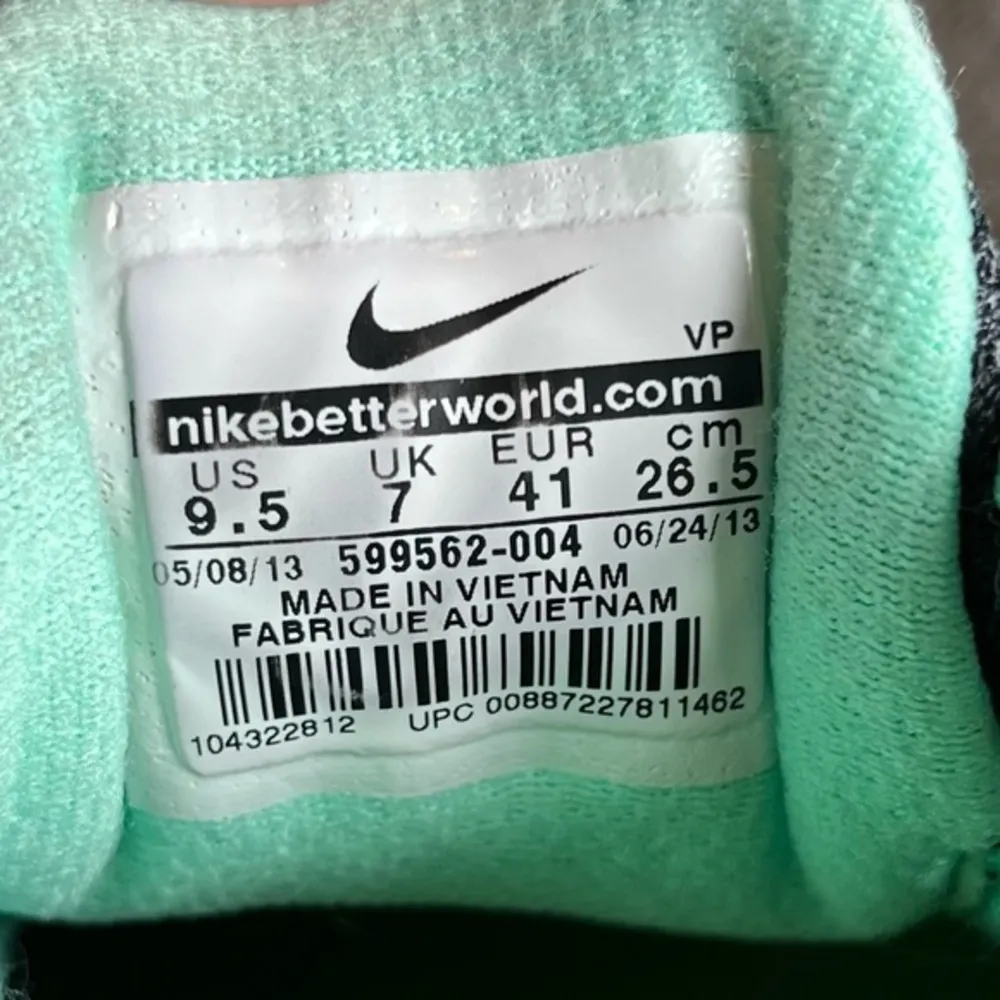 VP
nikebetterworld.com
US UK EUR cm
9.5 7 41 26.5
05/08/13 599562-004 06/24/13
MADE IN VIETNAM
FABRIQUE AU VIETNAM
104322812 UPC 00887227811462